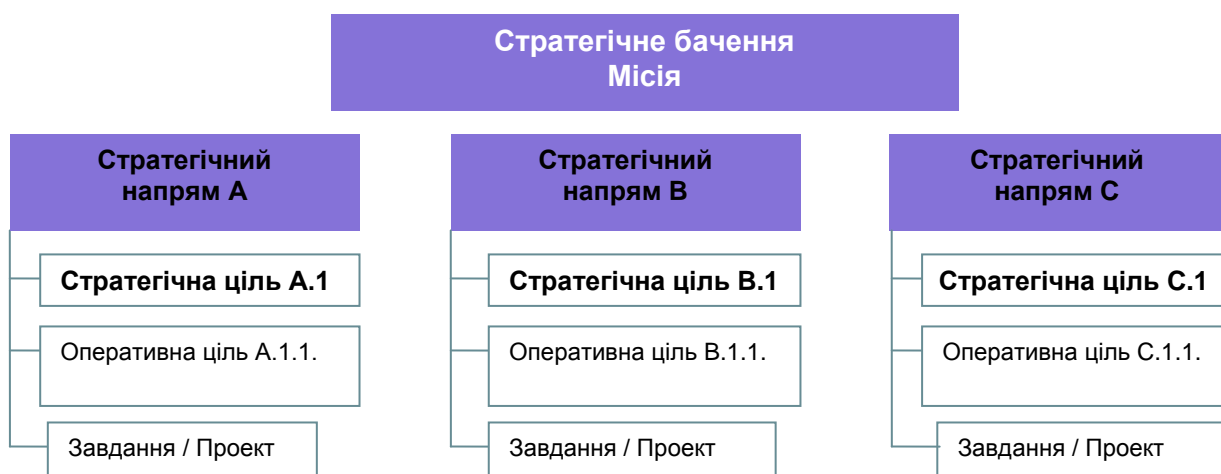 Стратегічне бачення
Місія
Стратегічний
напрям А
Стратегічна ціль А.1
Оперативна ціль А.1.1.
Завдання / Проект
Стратегічний
напрям В
Стратегічна ціль В.1
Оперативна ціль В.1.1.
Завдання / Проект
Стратегічний
напрям С
Стратегічна ціль С.1
Оперативна ціль С.1.1.
Завдання / Проект